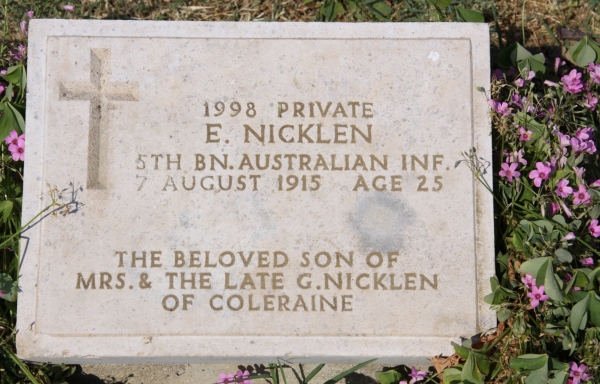 1998 PRIVATE
E. NICKLEN
5TH BN. AUSTRALIAN INF.
7 AUGUST 1915 AGE 25
THE BELOVED SON OF
MRS. & THE LATE G. NICKLEN
OF COLERAINE